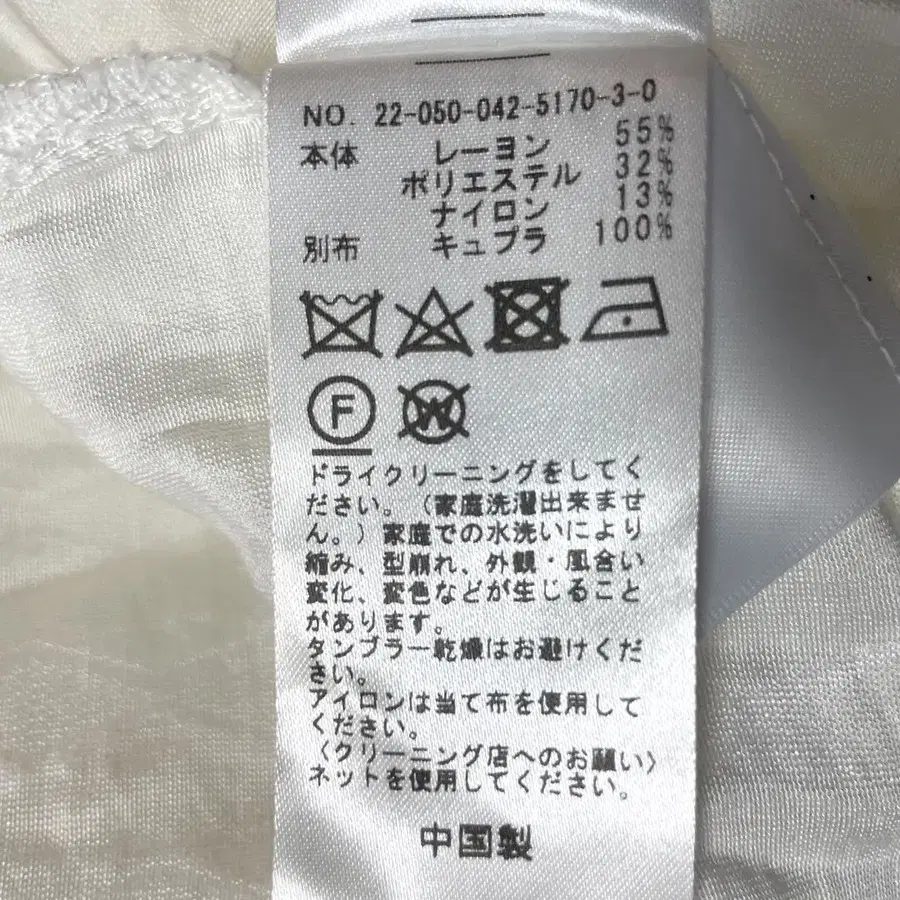 NO. 22-050-042-5170-3-0
本体 レーヨン 55%
ポリエステル 32%
ナイロン 13%
別布 キュプラ 100%
F W
ドライクリーニングをしてく
ださい。(家庭洗濯出来ませ
ん。)家庭での水洗いにより
縮み、型崩れ、外観・風合い
変化、変色などが生じること
があります。
タンブラー乾燥はお避けくだ
さい。
アイロンは当て布を使用して
ください。
〈クリーニング店へのお願い〉
ネットを使用してください。
中国製